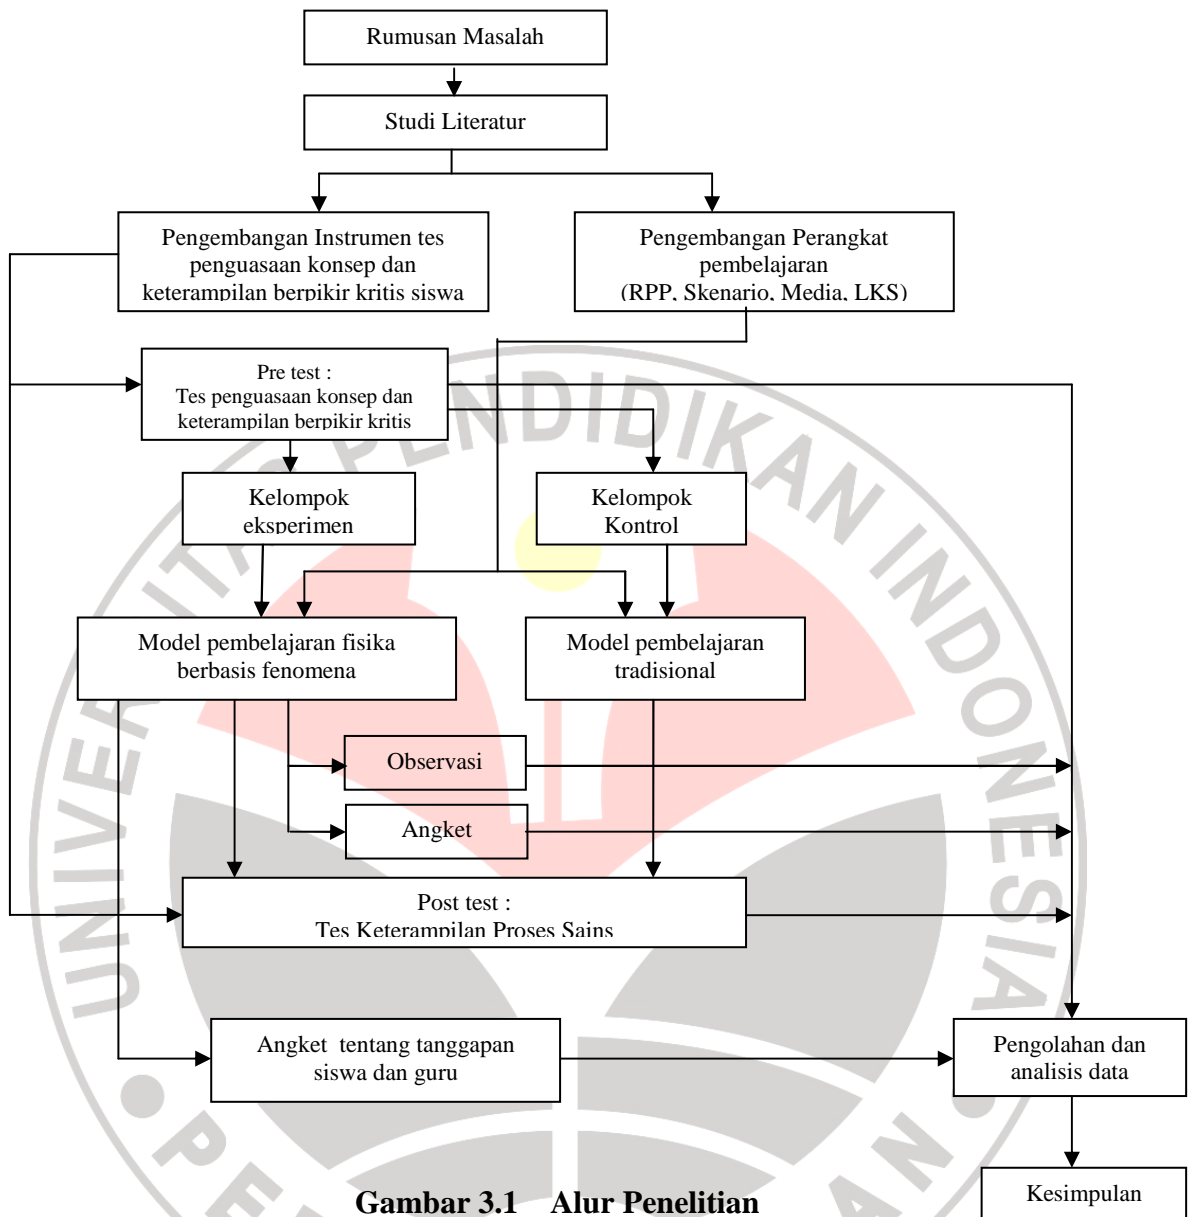 Rumusan Masalah
Studi Literatur
Pengembangan Instrumen tes
penguasaan konsep dan
keterampilan berpikir kritis siswa
Pengembangan Perangkat
pembelajaran
(RPP, Skenario, Media, LKS)
Pre test :
Tes penguasaan konsep dan
keterampilan berpikir kritis
Kelompok
eksperimen
Kelompok
Kontrol
Model pembelajaran fisika
berbasis fenomena
Model pembelajaran
tradisional
Observasi
Angket
Post test :
Tes Keterampilan Proses Sains
Angket tentang tanggapan
siswa dan guru
Pengolahan dan
analisis data
Kesimpulan
Gambar 3.1 Alur Penelitian
UNIVERSITAS PENDIDIKAN INDONESIA